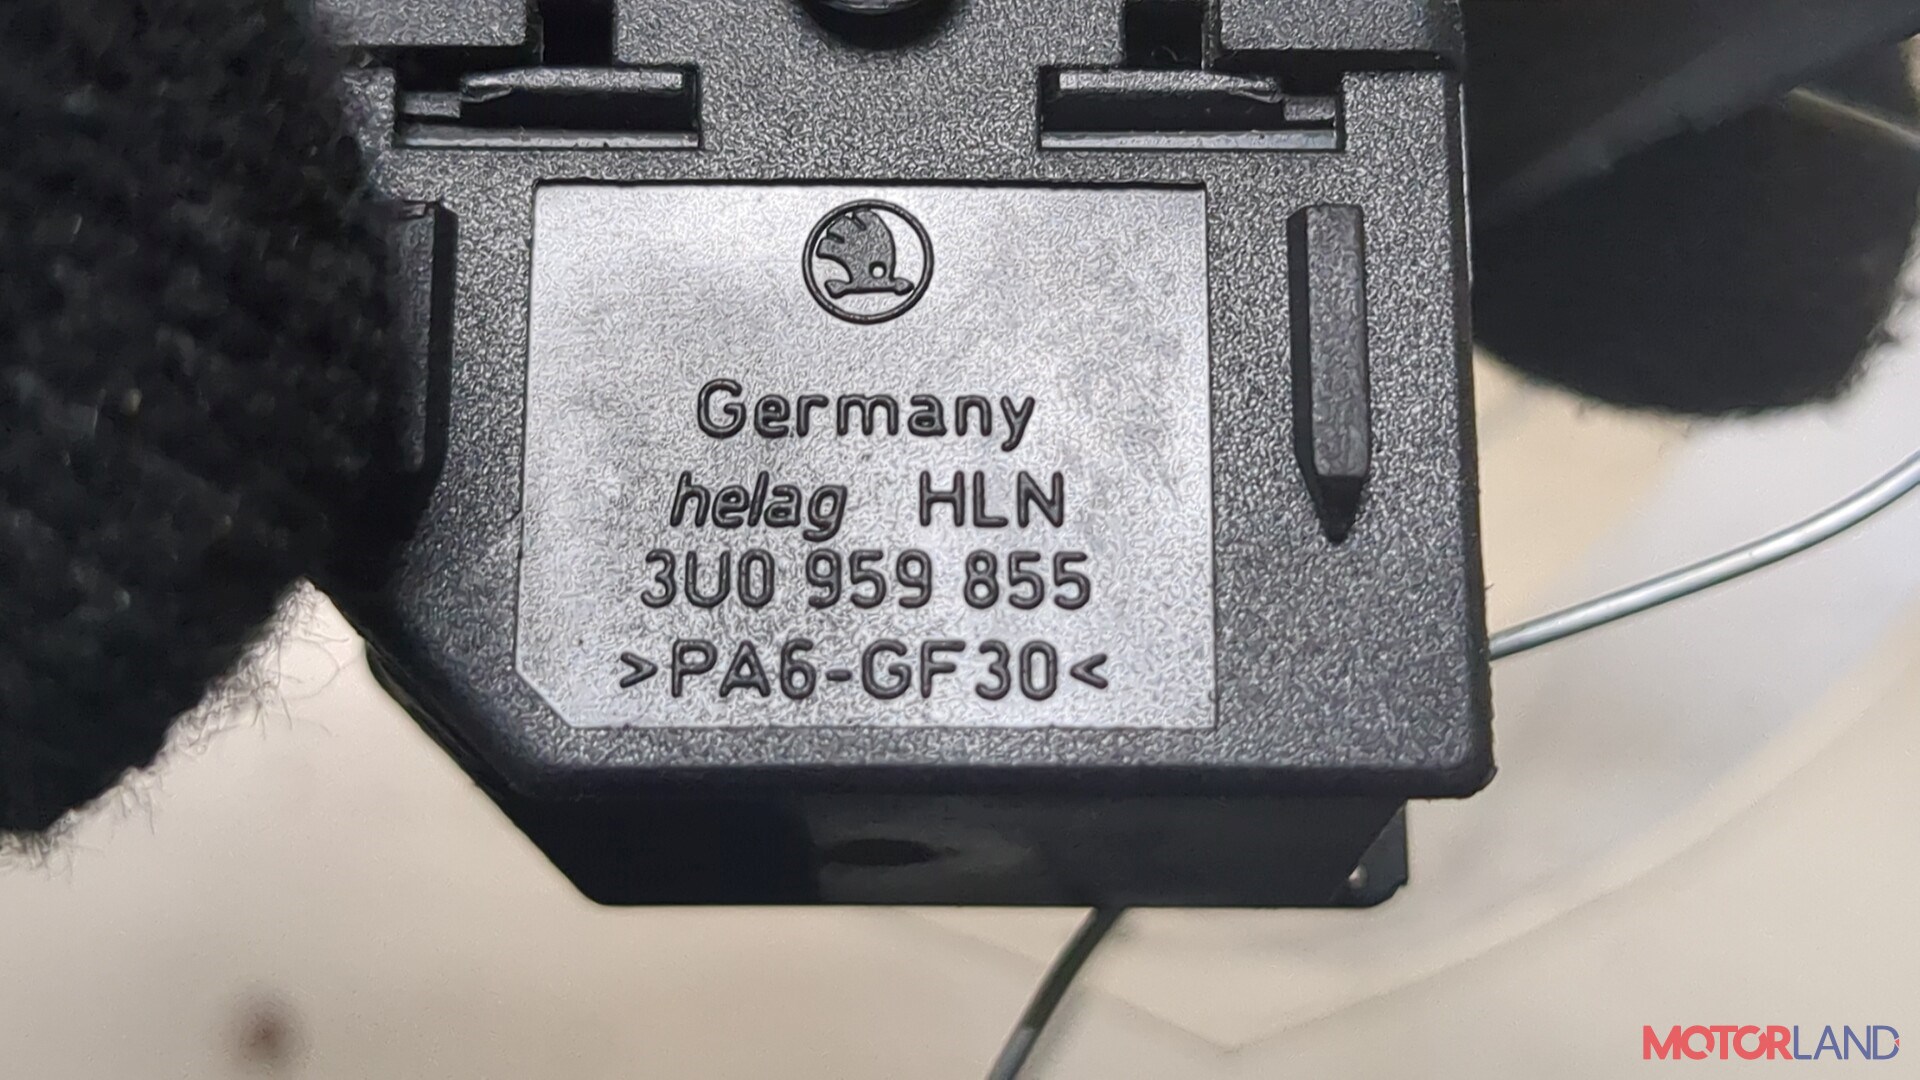 Germany
helag HLN
3U0 959 855
>PA6-GF30<
MOTORLAND